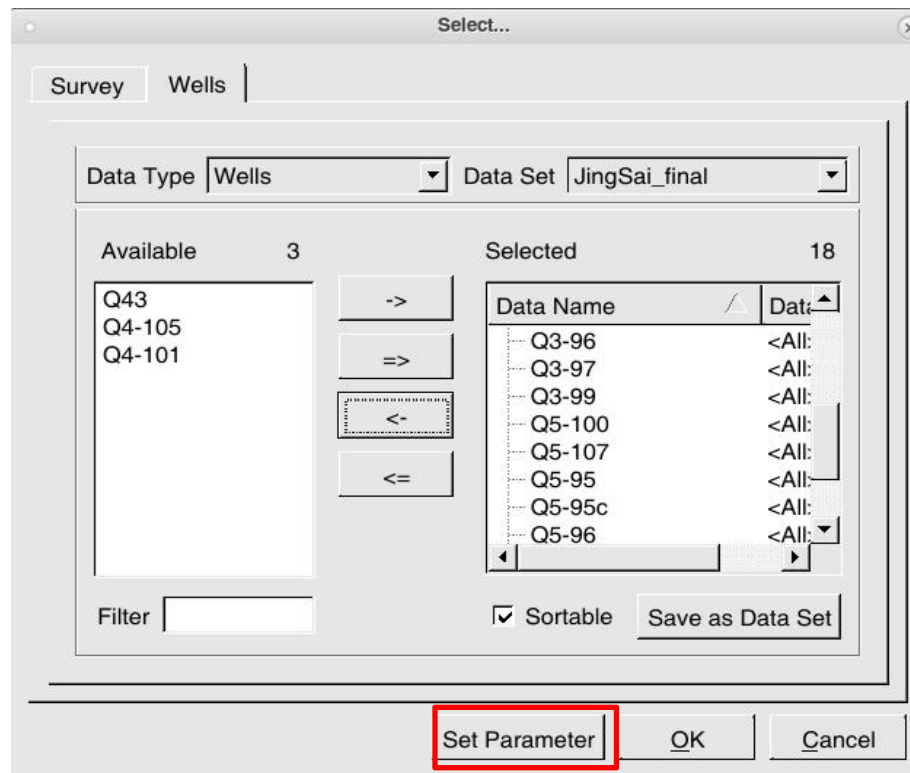 Select...
Survey Wells
Data Type Wells Data Set JingSai_final
Available 3 Selected 18
Q43
Q4-105
Q4-101
->
=>
<-
<=
Data Name Data
Q3-96 <All:
Q3-97 <All:
Q3-99 <All:
Q5-100 <All:
Q5-107 <All:
Q5-95 <All:
Q5-95c <All:
Q5-96 <All:
Filter Sortable Save as Data Set
Set Parameter OK Cancel